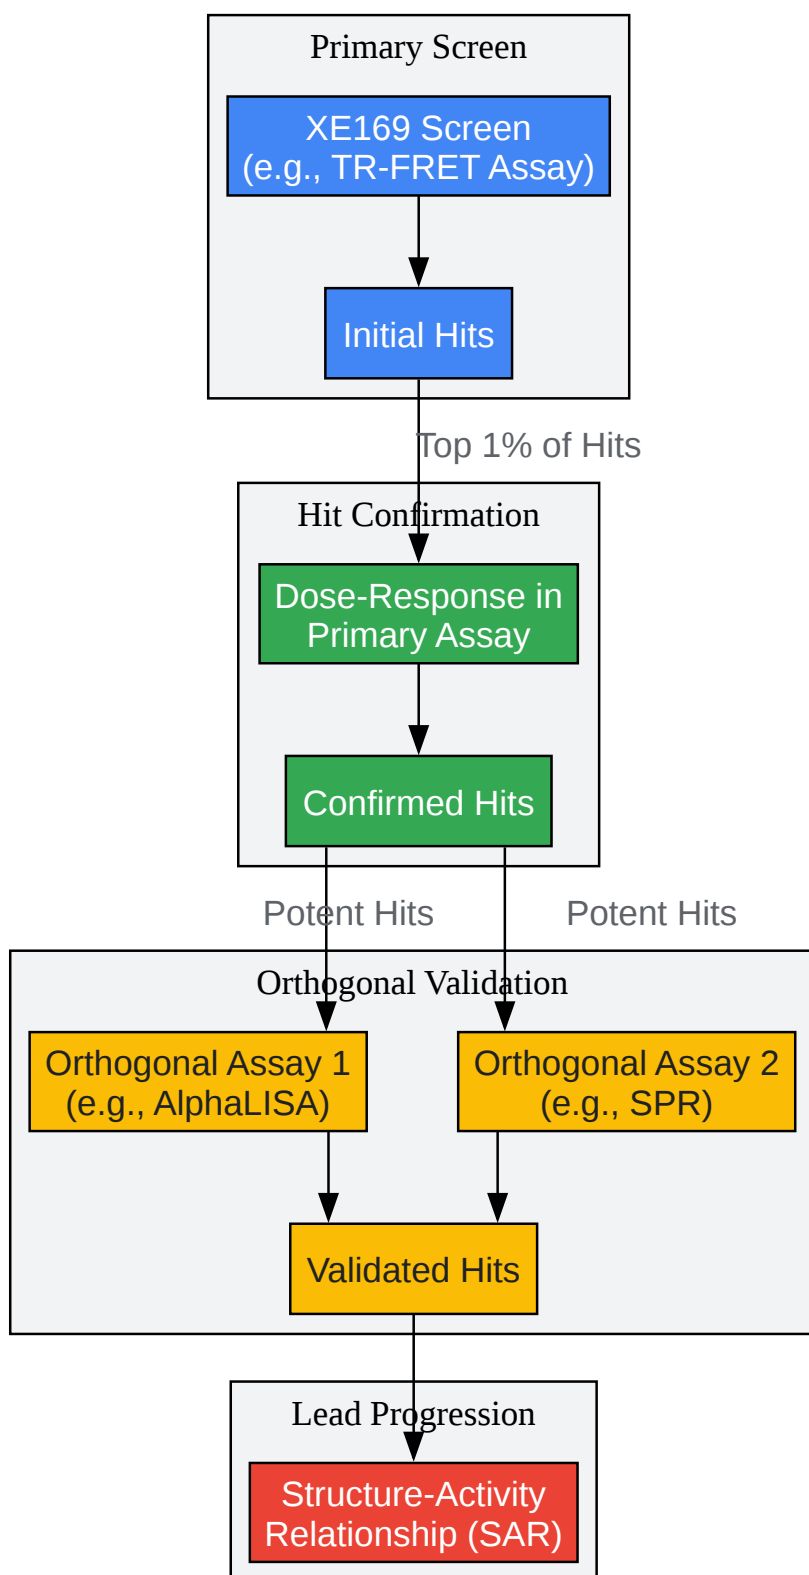 Primary Screen
XE169 Screen
(e.g., TR-FRET Assay)
Initial Hits
Top 1% of Hits
Hit Confirmation
Dose-Response in
Primary Assay
Confirmed Hits
Potent Hits
Potent Hits
Orthogonal Validation
Orthogonal Assay 1
(e.g., AlphaLISA)
Orthogonal Assay 2
(e.g., SPR)
Validated Hits
Lead Progression
Structure-Activity
Relationship (SAR)